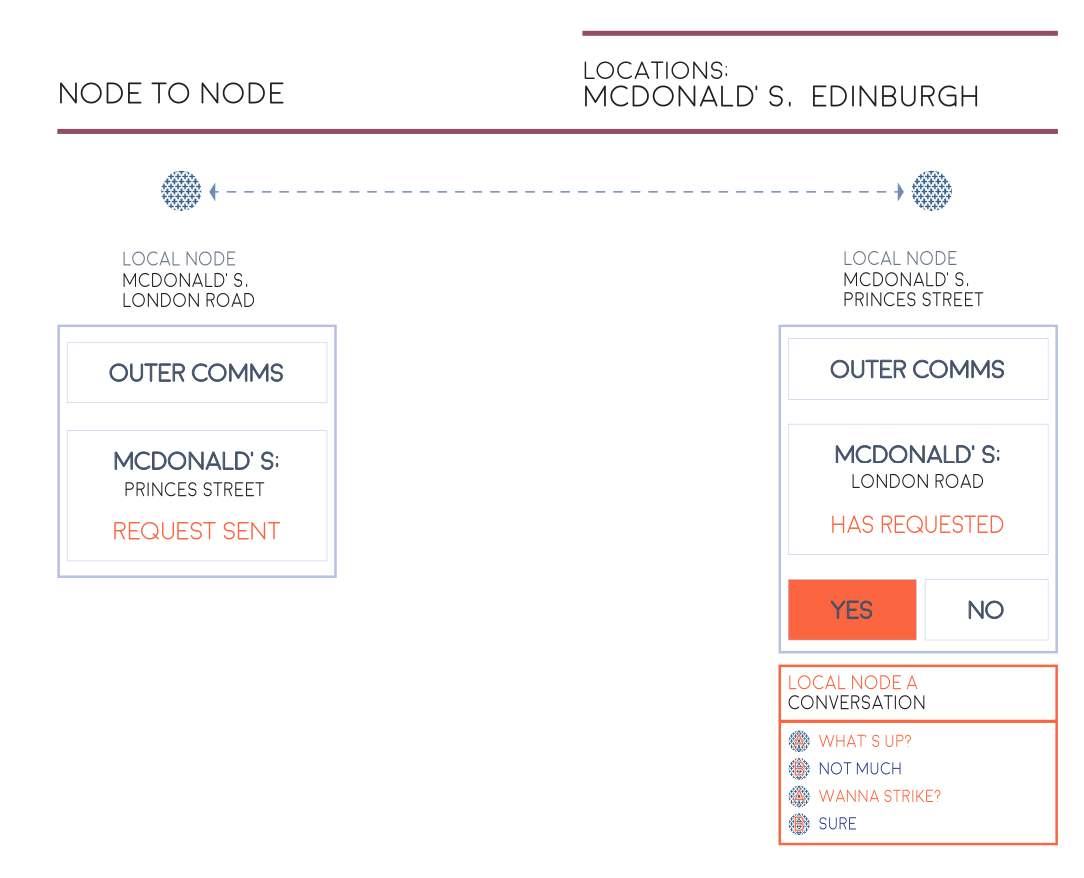 NODE TO NODE
LOCATIONS:
MCDONALD'S. EDINBURGH
LOCAL NODE
MCDONALD'S.
LONDON ROAD
OUTER COMMS
MCDONALD'S:
PRINCES STREET
REQUEST SENT
LOCAL NODE
MCDONALD'S.
PRINCES STREET
OUTER COMMS
MCDONALD'S:
LONDON ROAD
HAS REQUESTED
YES NO
LOCAL NODE A
CONVERSATION
A WHAT'S UP?
B NOT MUCH
A WANNA STRIKE?
B SURE